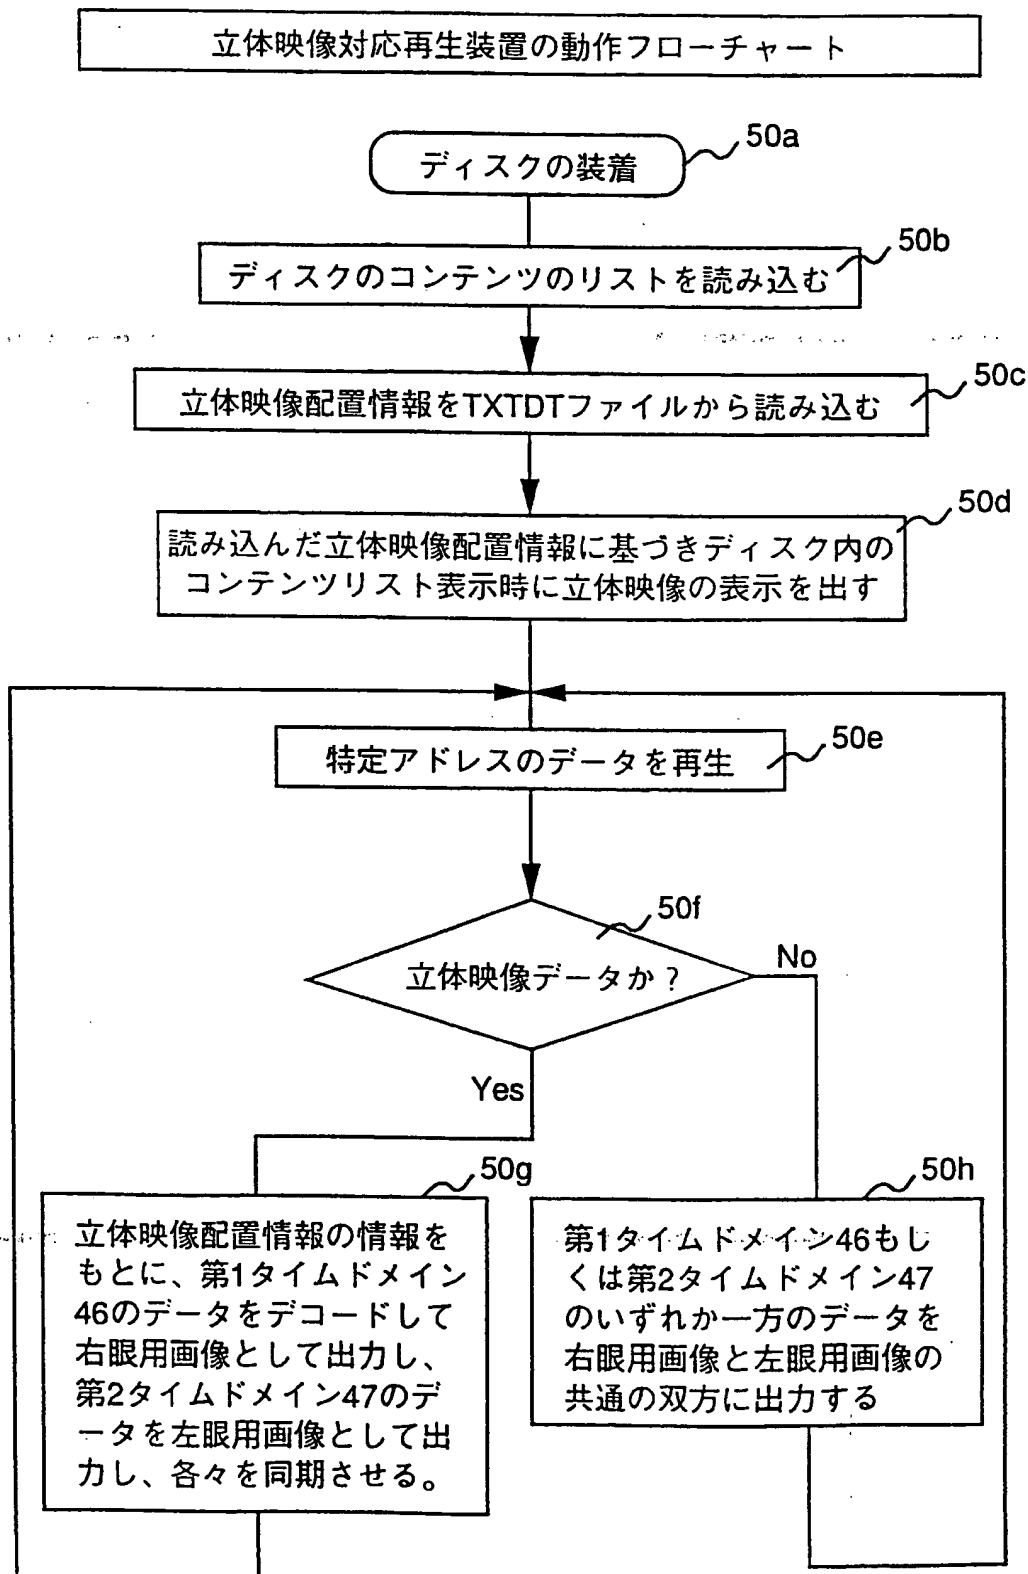 立体映像対応再生装置の動作フローチャート
ディスクの装着
50a
ディスクのコンテンツのリストを読み込む
50b
立体映像配置情報をTXTDTファイルから読み込む
50c
読み込んだ立体映像配置情報に基づきディスク内の
コンテンツリスト表示時に立体映像の表示を出す
50d
特定アドレスのデータを再生
50e
立体映像データか？
50f
No
Yes
50g
立体映像配置情報の情報を
もとに、第1タイムドメイン
46のデータをデコードして
右眼用画像として出力し、
第2タイムドメイン47のデ
ータを左眼用画像として出
力し、各々を同期させる。
50h
第1タイムドメイン46もし
くは第2タイムドメイン47
のいずれか一方のデータを
右眼用画像と左眼用画像の
共通の双方に出力する